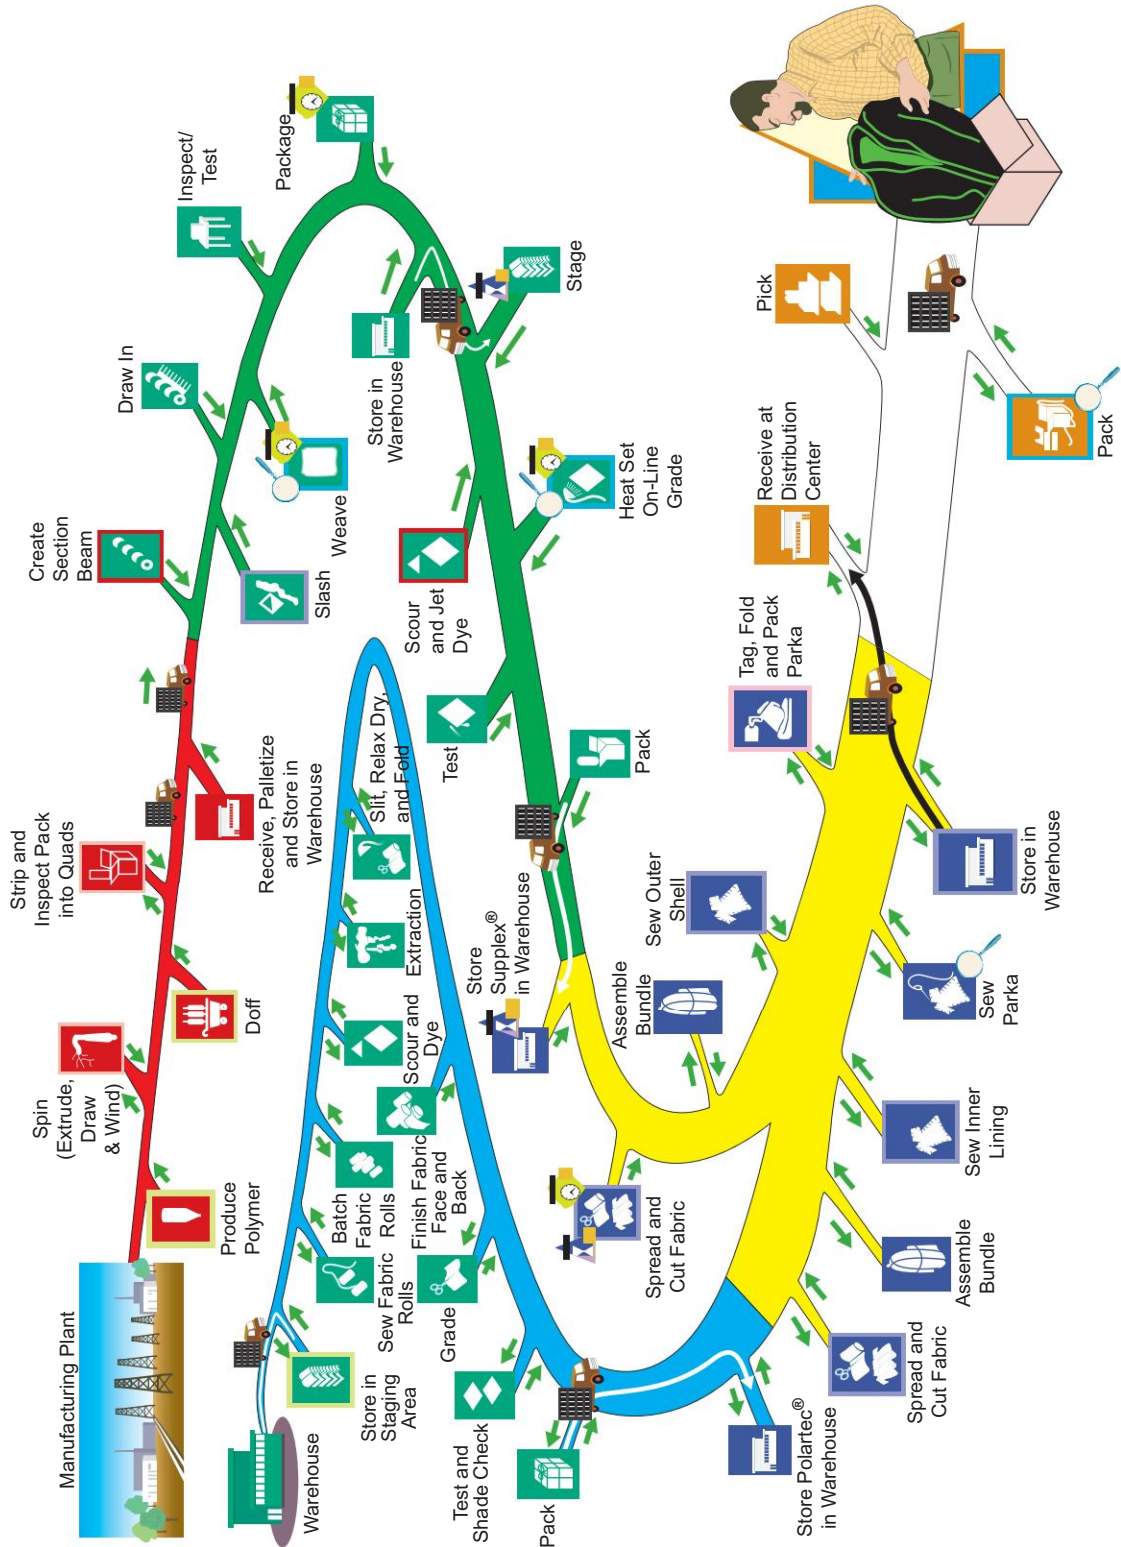 Manufacturing Plant
Produce
Polymer
Spin
(Extrude,
Draw
& Wind)
Doff
Strip and
Inspect Pack
into Quads
Receive, Palletize
and Store in
Warehouse
Create
Section
Beam
Slash
Draw In
Weave
Inspect/
Test
Package
Store in
Warehouse
Stage
Scour
and Jet
Dye
Heat Set
On-Line
Grade
Test
Pack
Store
Supplex®
in Warehouse
Warehouse
Store in
Staging
Area
Sew Fabric
Rolls
Batch
Fabric
Rolls
Scour and
Dye
Extraction
Slit, Relax Dry,
and Fold
Finish Fabric
Face and
Back
Grade
Test and
Shade Check
Pack
Store Polartec®
in Warehouse
Spread and
Cut Fabric
Assemble
Bundle
Sew Outer
Shell
Spread and
Cut Fabric
Assemble
Bundle
Sew Inner
Lining
Sew
Parka
Tag, Fold
and Pack
Parka
Store in
Warehouse
Receive at
Distribution
Center
Pick
Pack